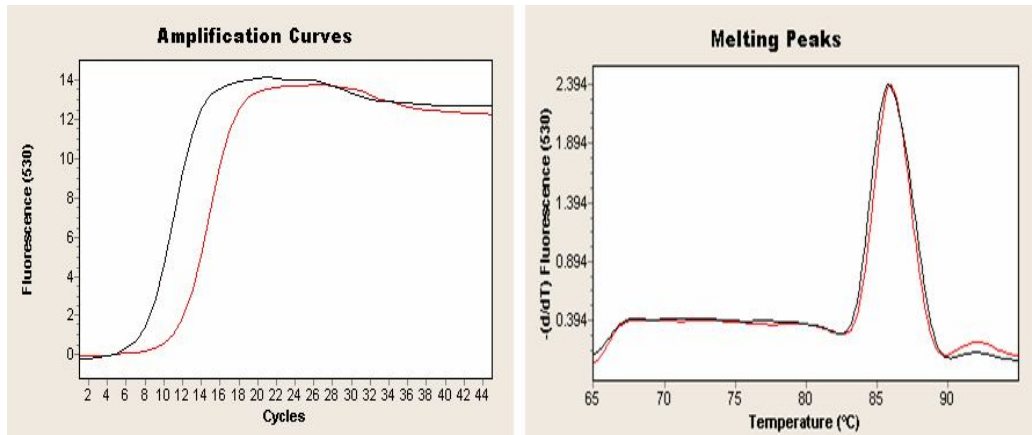 Amplification Curves
Fluorescence (530)
14
12
10
8
6
4
2
0
2 4 6 8 10 12 14 16 18 20 22 24 26 28 30 32 34 36 38 40 42 44
Cycles
Melting Peaks
-(d/dT) Fluorescence (530)
2.394
1.894
1.394
0.894
0.394
65 70 75 80 85 90
Temperature (ºC)